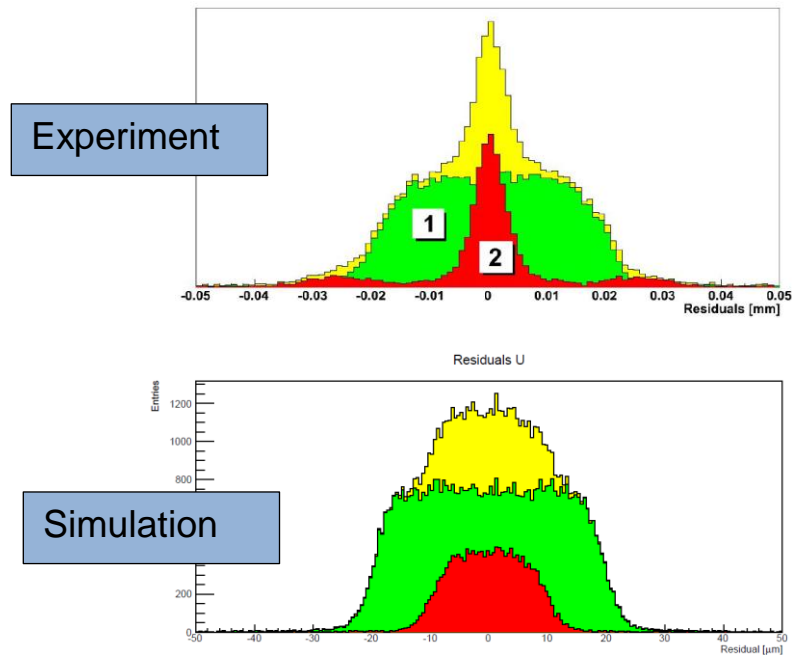 Experiment
1
2
-0.05 -0.04 -0.03 -0.02 -0.01 0 0.01 0.02 0.03 0.04 0.05
Residuals [mm]
Residuals U
Entries
1200
1000
800
Simulation
200
0
-50 -40 -30 -20 -10 0 10 20 30 40 50
Residual [µm]